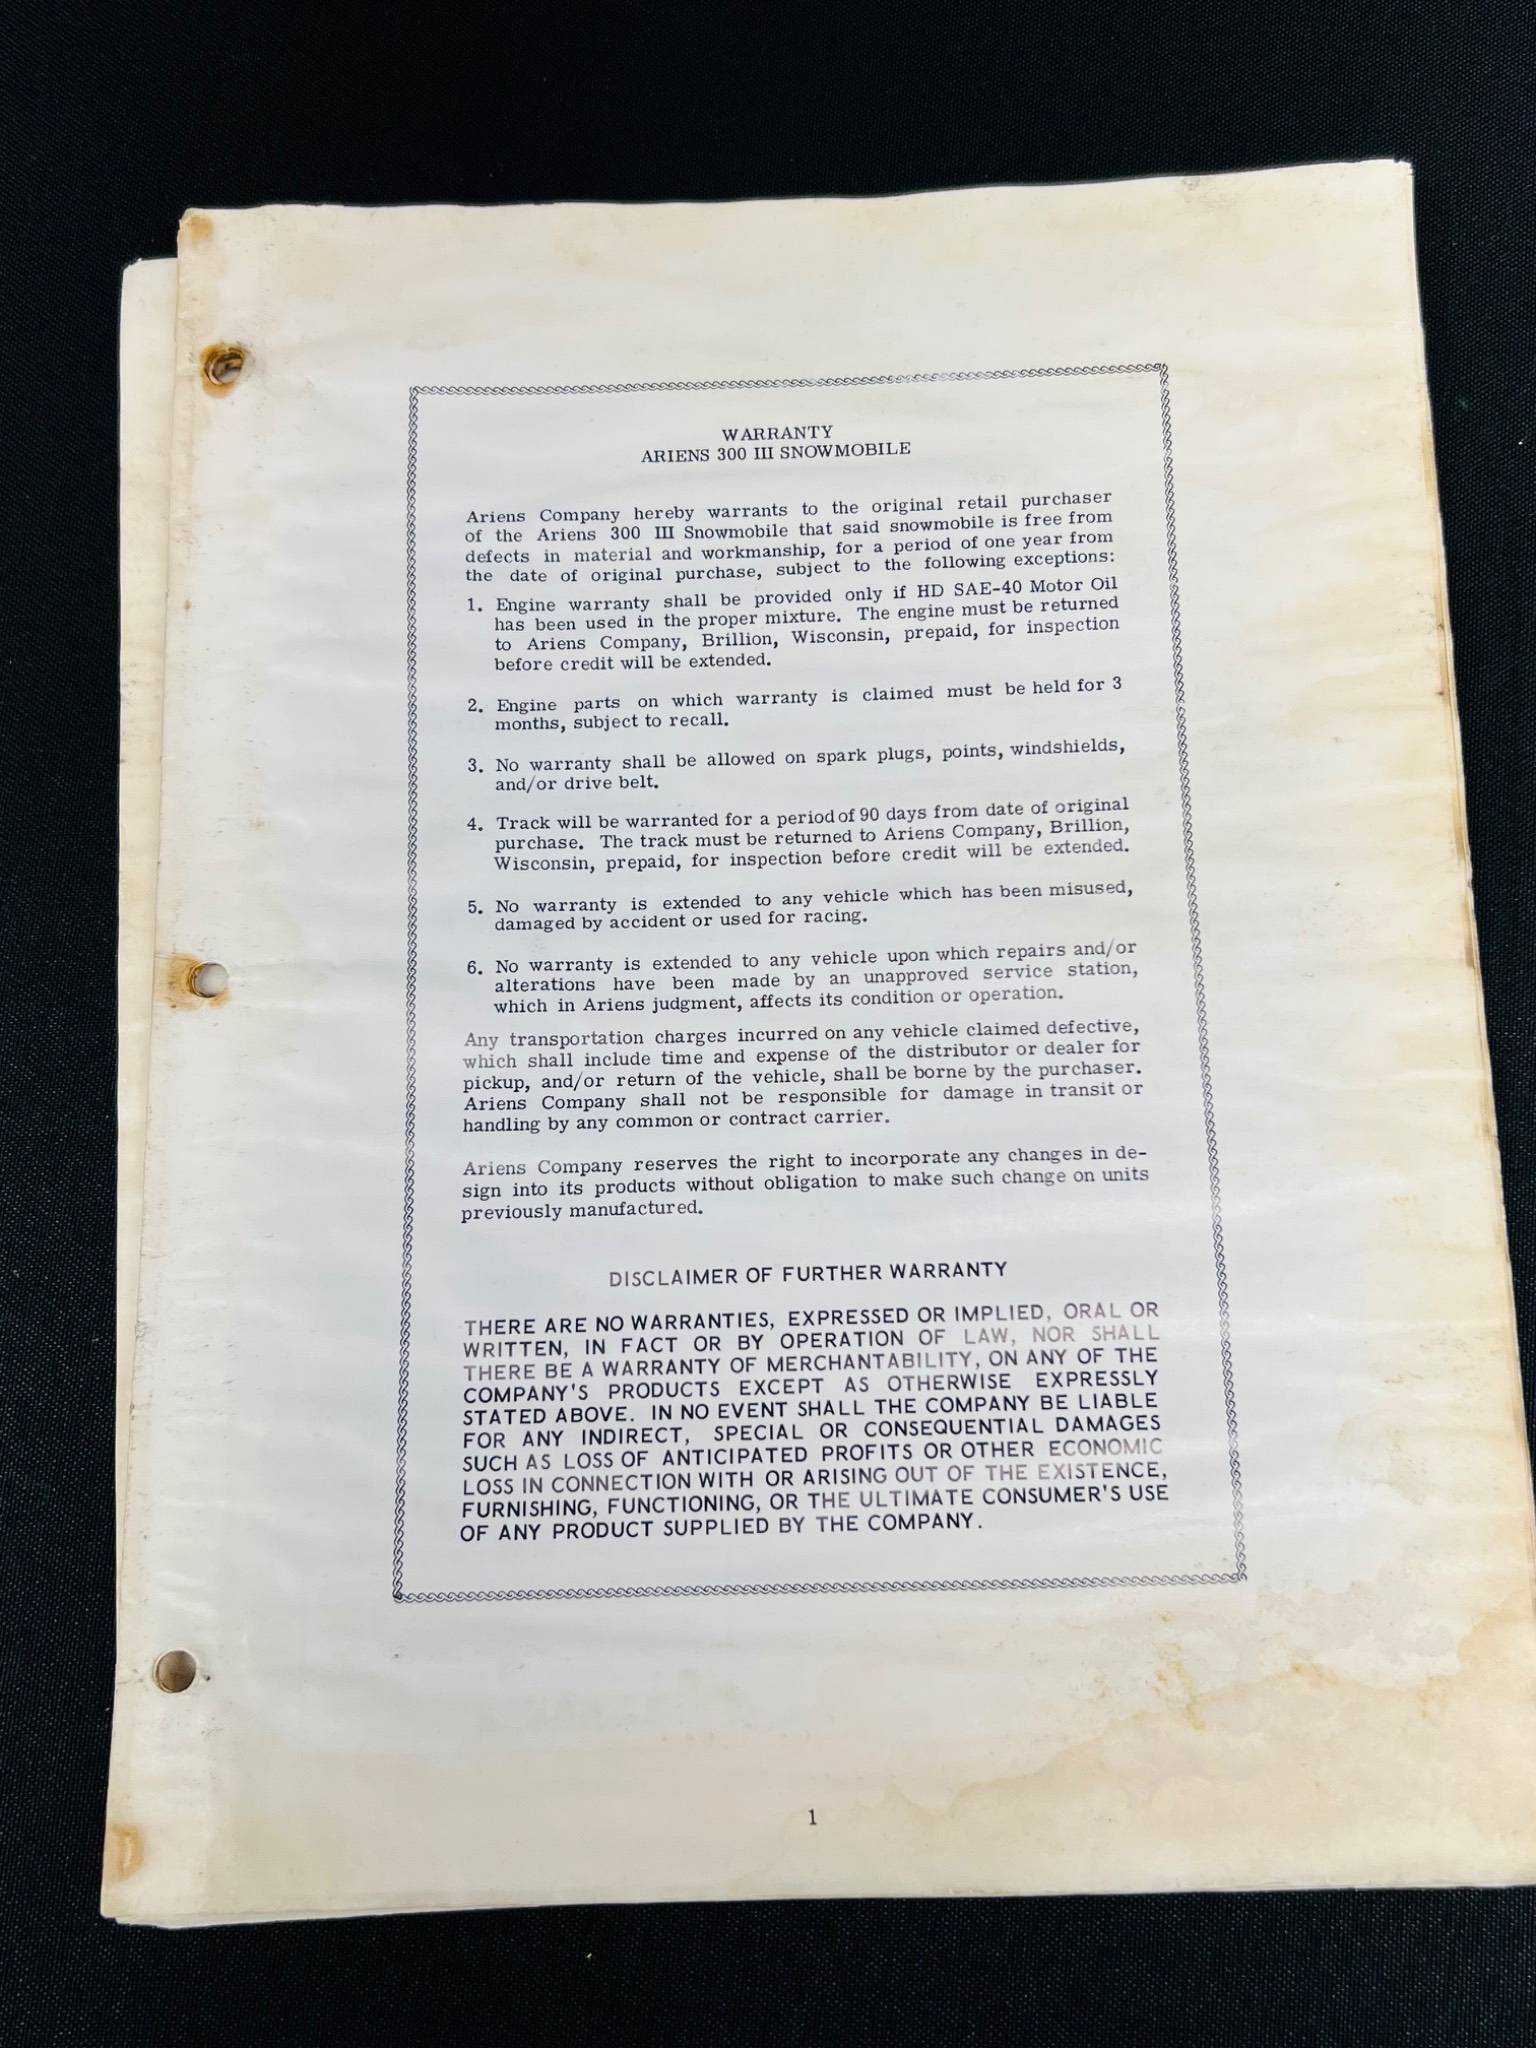 WARRANTY
ARIENS 300 III SNOWMOBILE
Ariens Company hereby warrants to the original retail purchaser
of the Ariens 300 III Snowmobile that said snowmobile is free from
defects in material and workmanship, for a period of one year from
the date of original purchase, subject to the following exceptions:
1. Engine warranty shall be provided only if HD SAE-40 Motor Oil
has been used in the proper mixture. The engine must be returned
to Ariens Company, Brillion, Wisconsin, prepaid, for inspection
before credit will be extended.
2. Engine parts on which warranty is claimed must be held for 3
months, subject to recall.
3. No warranty shall be allowed on spark plugs, points, windshields,
and/or drive belt.
4. Track will be warranted for a period of 90 days from date of original
purchase. The track must be returned to Ariens Company, Brillion,
Wisconsin, prepaid, for inspection before credit will be extended.
5. No warranty is extended to any vehicle which has been misused,
damaged by accident or used for racing.
6. No warranty is extended to any vehicle upon which repairs and/or
alterations have been made by an unapproved service station,
which in Ariens judgment, affects its condition or operation.
Any transportation charges incurred on any vehicle claimed defective,
which shall include time and expense of the distributor or dealer for
pickup, and/or return of the vehicle, shall be borne by the purchaser.
Ariens Company shall not be responsible for damage in transit or
handling by any common or contract carrier.
Ariens Company reserves the right to incorporate any changes in de-
sign into its products without obligation to make such change on units
previously manufactured.
DISCLAIMER OF FURTHER WARRANTY
THERE ARE NO WARRANTIES, EXPRESSED OR IMPLIED, ORAL OR
WRITTEN, IN FACT OR BY OPERATION OF LAW, NOR SHALL
THERE BE A WARRANTY OF MERCHANTABILITY, ON ANY OF THE
COMPANY'S PRODUCTS EXCEPT AS OTHERWISE EXPRESSLY
STATED ABOVE. IN NO EVENT SHALL THE COMPANY BE LIABLE
FOR ANY INDIRECT, SPECIAL OR CONSEQUENTIAL DAMAGES
SUCH AS LOSS OF ANTICIPATED PROFITS OR OTHER ECONOMIC
LOSS IN CONNECTION WITH OR ARISING OUT OF THE EXISTENCE,
FURNISHING, FUNCTIONING, OR THE ULTIMATE CONSUMER'S USE
OF ANY PRODUCT SUPPLIED BY THE COMPANY.
1